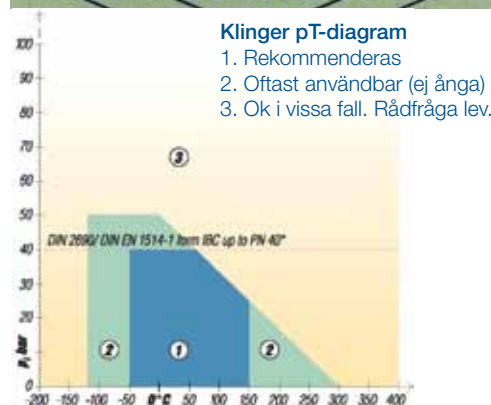 Klinger pT-diagram
1. Rekommenderas
2. Oftast användbar (ej ånga)
3. Ok i vissa fall. Rådfråga lev.
100
90
80
70
3
60
50
DIN 2690/ DIN EN 1514-1 form IBC up to PN 40*
40
30
20
p, bar
10
2 1 2
0
-200 -150 -100 -50 0°C 50 100 150 200 250 300 350 400